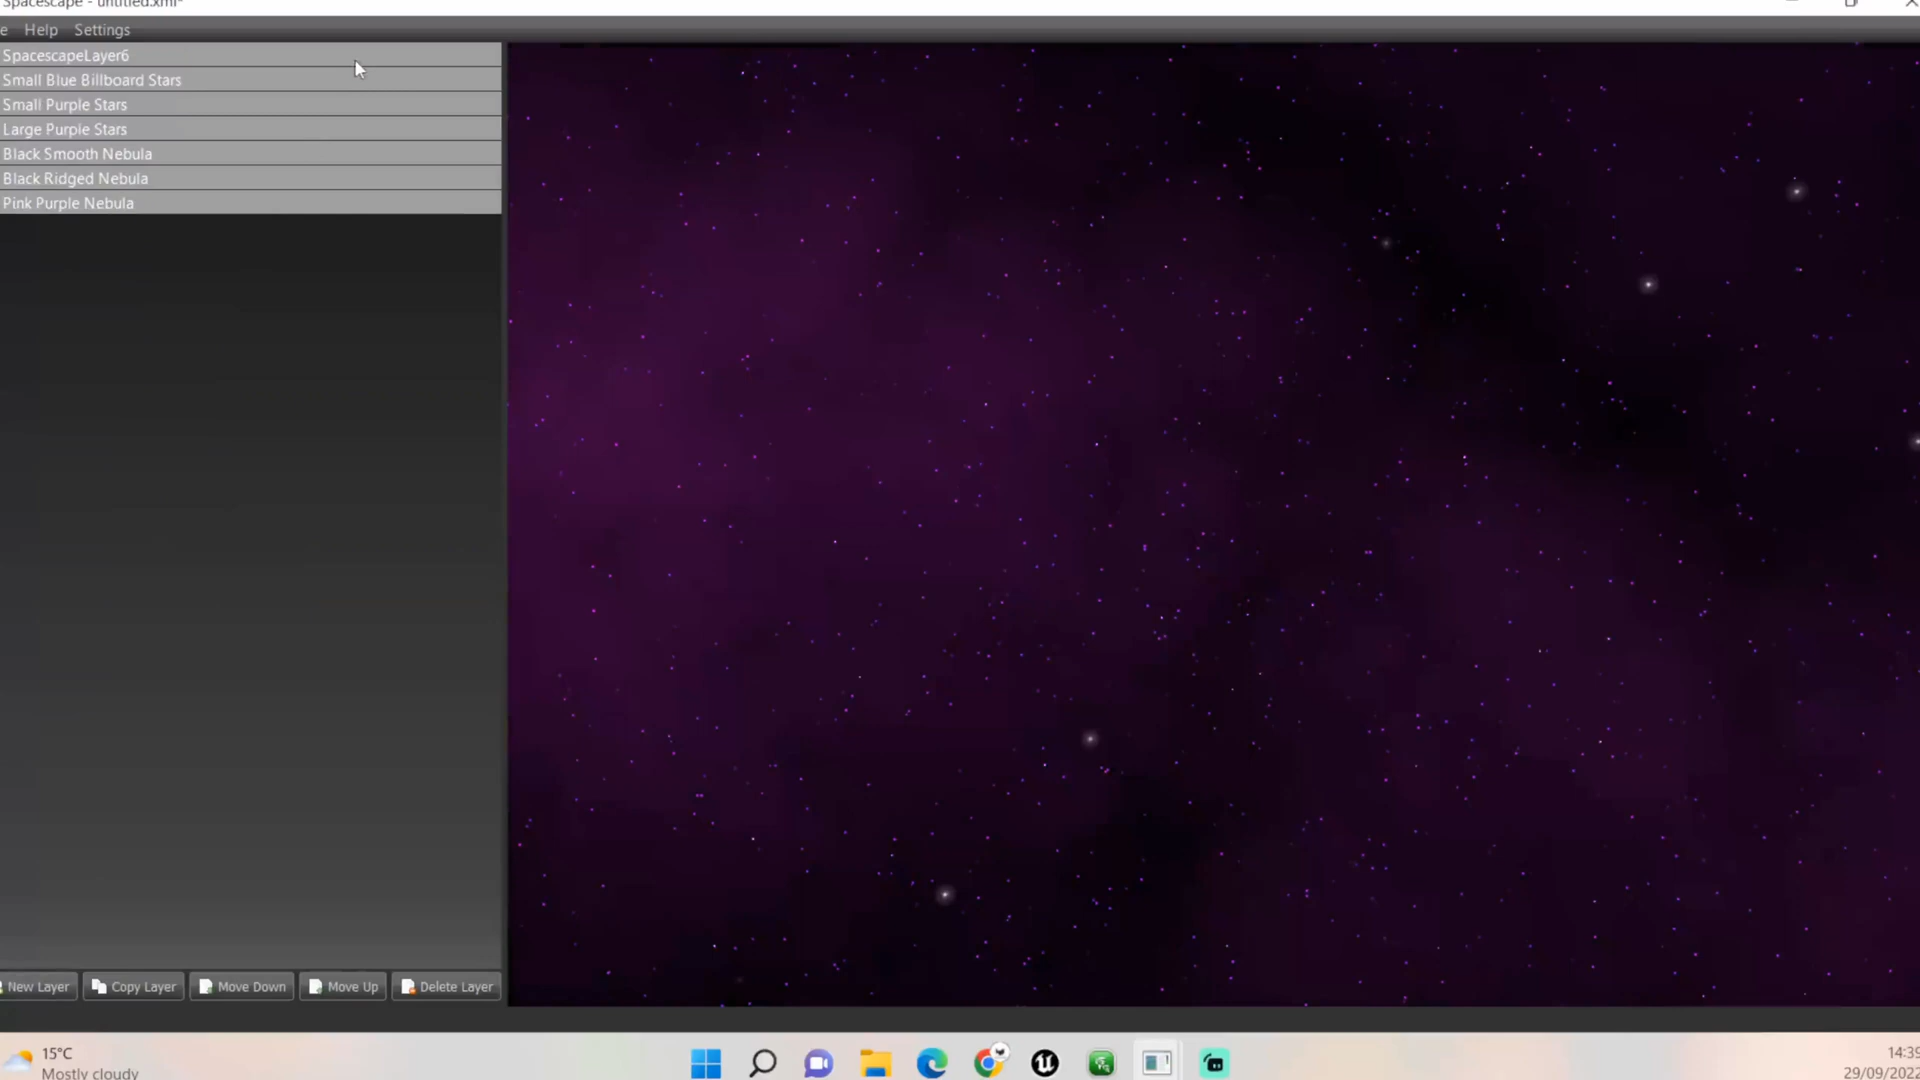 Spacescape - untitled.xml*
e Help Settings
SpacescapeLayer6
Small Blue Billboard Stars
Small Purple Stars
Large Purple Stars
Black Smooth Nebula
Black Ridged Nebula
Pink Purple Nebula
New Layer Copy Layer Move Down Move Up Delete Layer
15°C
Mostly cloudy
14:39
29/09/2022